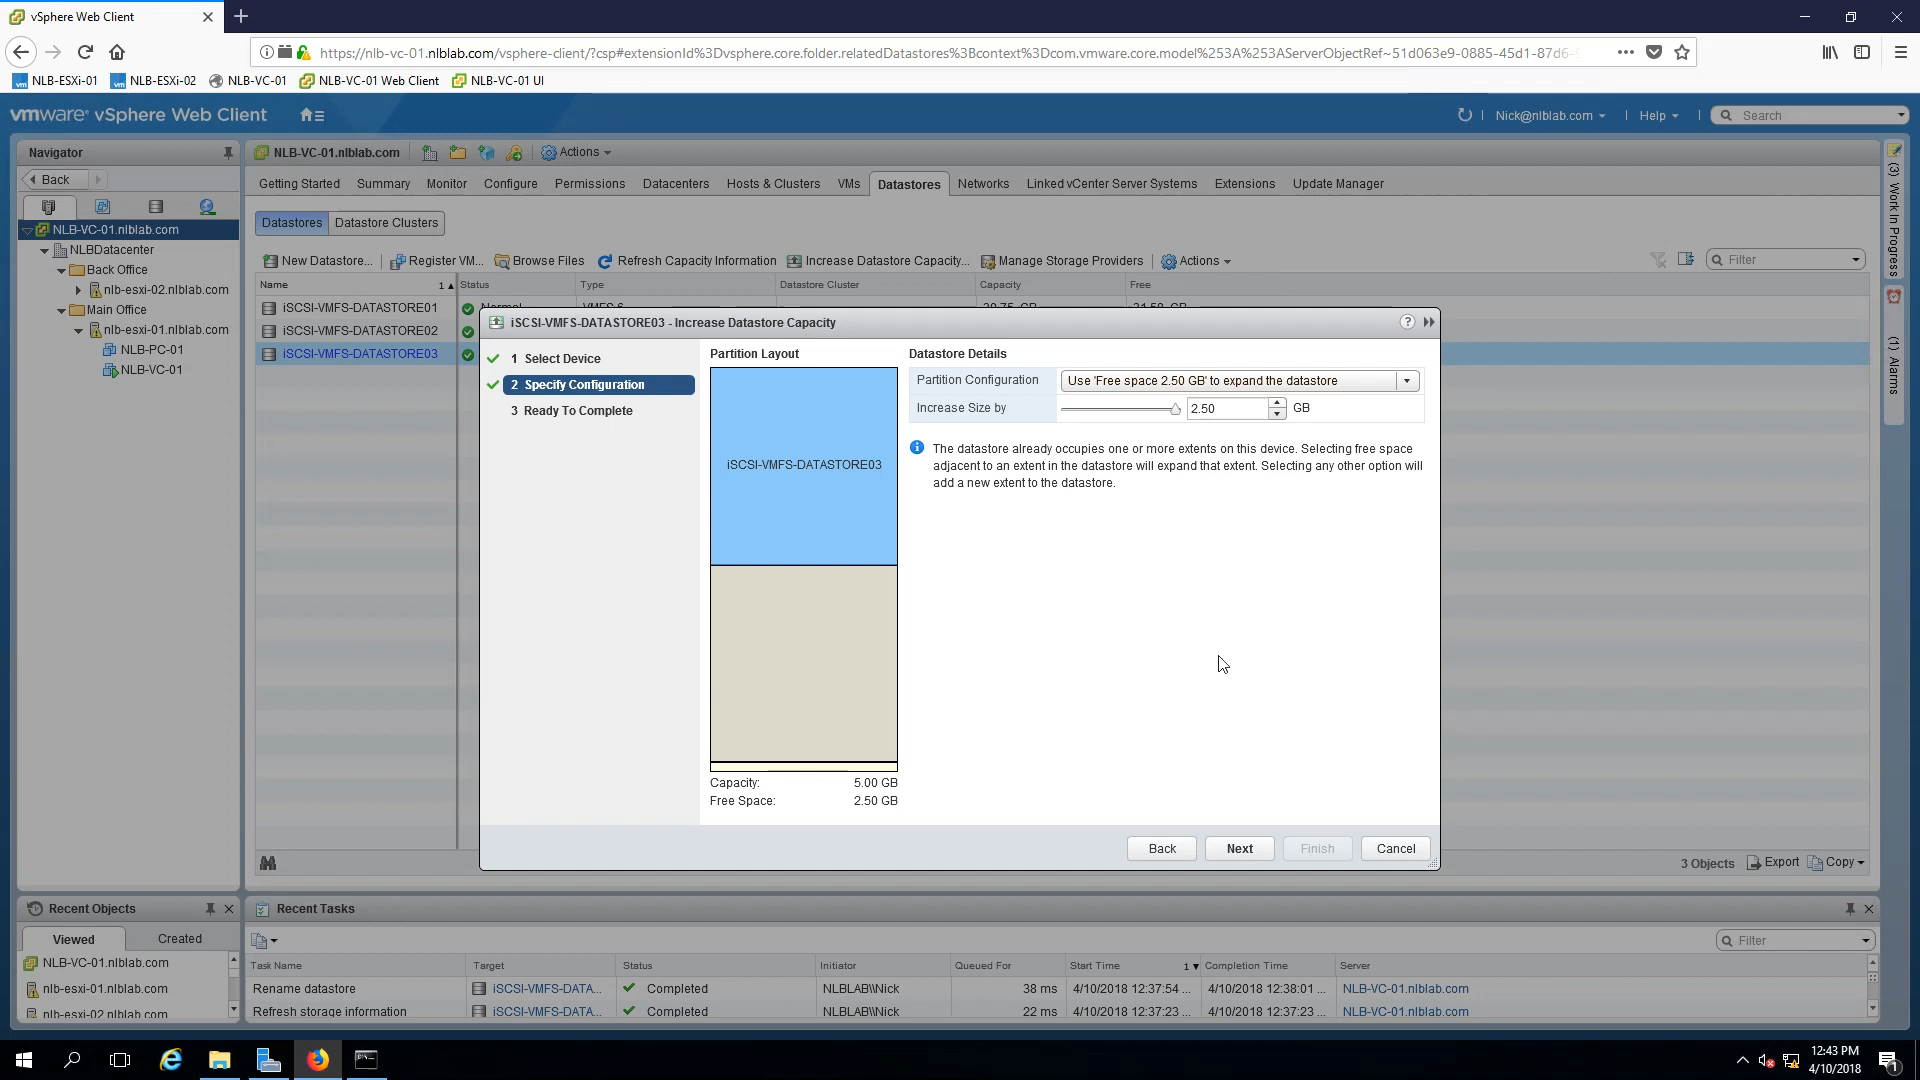 vSphere Web Client
https://nlb-vc-01.nlblab.com/vsphere-client/?csp#extensionId%3Dvsphere.core.folder.relatedDatastores%3Bcontext%3Dcom.vmware.core.model%253A%253AServerObjectRef~51d063e9-0885-45d1-87d6-
NLB-ESXi-01 NLB-ESXi-02 NLB-VC-01 NLB-VC-01 Web Client NLB-VC-01 UI
vmware® vSphere Web Client
Nick@nlblab.com | Help | Search
Navigator
Back
NLB-VC-01.nlblab.com
NLBDatacenter
Back Office
nlb-esxi-02.nlblab.com
Main Office
nlb-esxi-01.nlblab.com
NLB-PC-01
NLB-VC-01
NLB-VC-01.nlblab.com Actions
Getting Started Summary Monitor Configure Permissions Datacenters Hosts & Clusters VMs Datastores Networks Linked vCenter Server Systems Extensions Update Manager
Datastores Datastore Clusters
New Datastore... Register VM... Browse Files Refresh Capacity Information Increase Datastore Capacity... Manage Storage Providers Actions Filter
Name 1 Status Type Datastore Cluster Capacity Free
iSCSI-VMFS-DATASTORE01 Normal VMFS 6
iSCSI-VMFS-DATASTORE02
iSCSI-VMFS-DATASTORE03
iSCSI-VMFS-DATASTORE03 - Increase Datastore Capacity
1 Select Device
2 Specify Configuration
3 Ready To Complete
Partition Layout
iSCSI-VMFS-DATASTORE03
Capacity: 5.00 GB
Free Space: 2.50 GB
Datastore Details
Partition Configuration Use 'Free space 2.50 GB' to expand the datastore
Increase Size by 2.50 GB
The datastore already occupies one or more extents on this device. Selecting free space
adjacent to an extent in the datastore will expand that extent. Selecting any other option will
add a new extent to the datastore.
Back Next Finish Cancel
3 Objects Export Copy
(3) Work In Progress
(1) Alarms
Recent Objects
Viewed Created
NLB-VC-01.nlblab.com
nlb-esxi-01.nlblab.com
nlb-esxi-02.nlblab.com
Recent Tasks
Filter
Task Name Target Status Initiator Queued For Start Time 1 Completion Time Server
Rename datastore iSCSI-VMFS-DATA... Completed NLBLAB\\Nick 38 ms 4/10/2018 12:37:54 ... 4/10/2018 12:38:01 ... NLB-VC-01.nlblab.com
Refresh storage information iSCSI-VMFS-DATA... Completed NLBLAB\\Nick 22 ms 4/10/2018 12:37:23 ... 4/10/2018 12:37:23 ... NLB-VC-01.nlblab.com
12:43 PM
4/10/2018
1